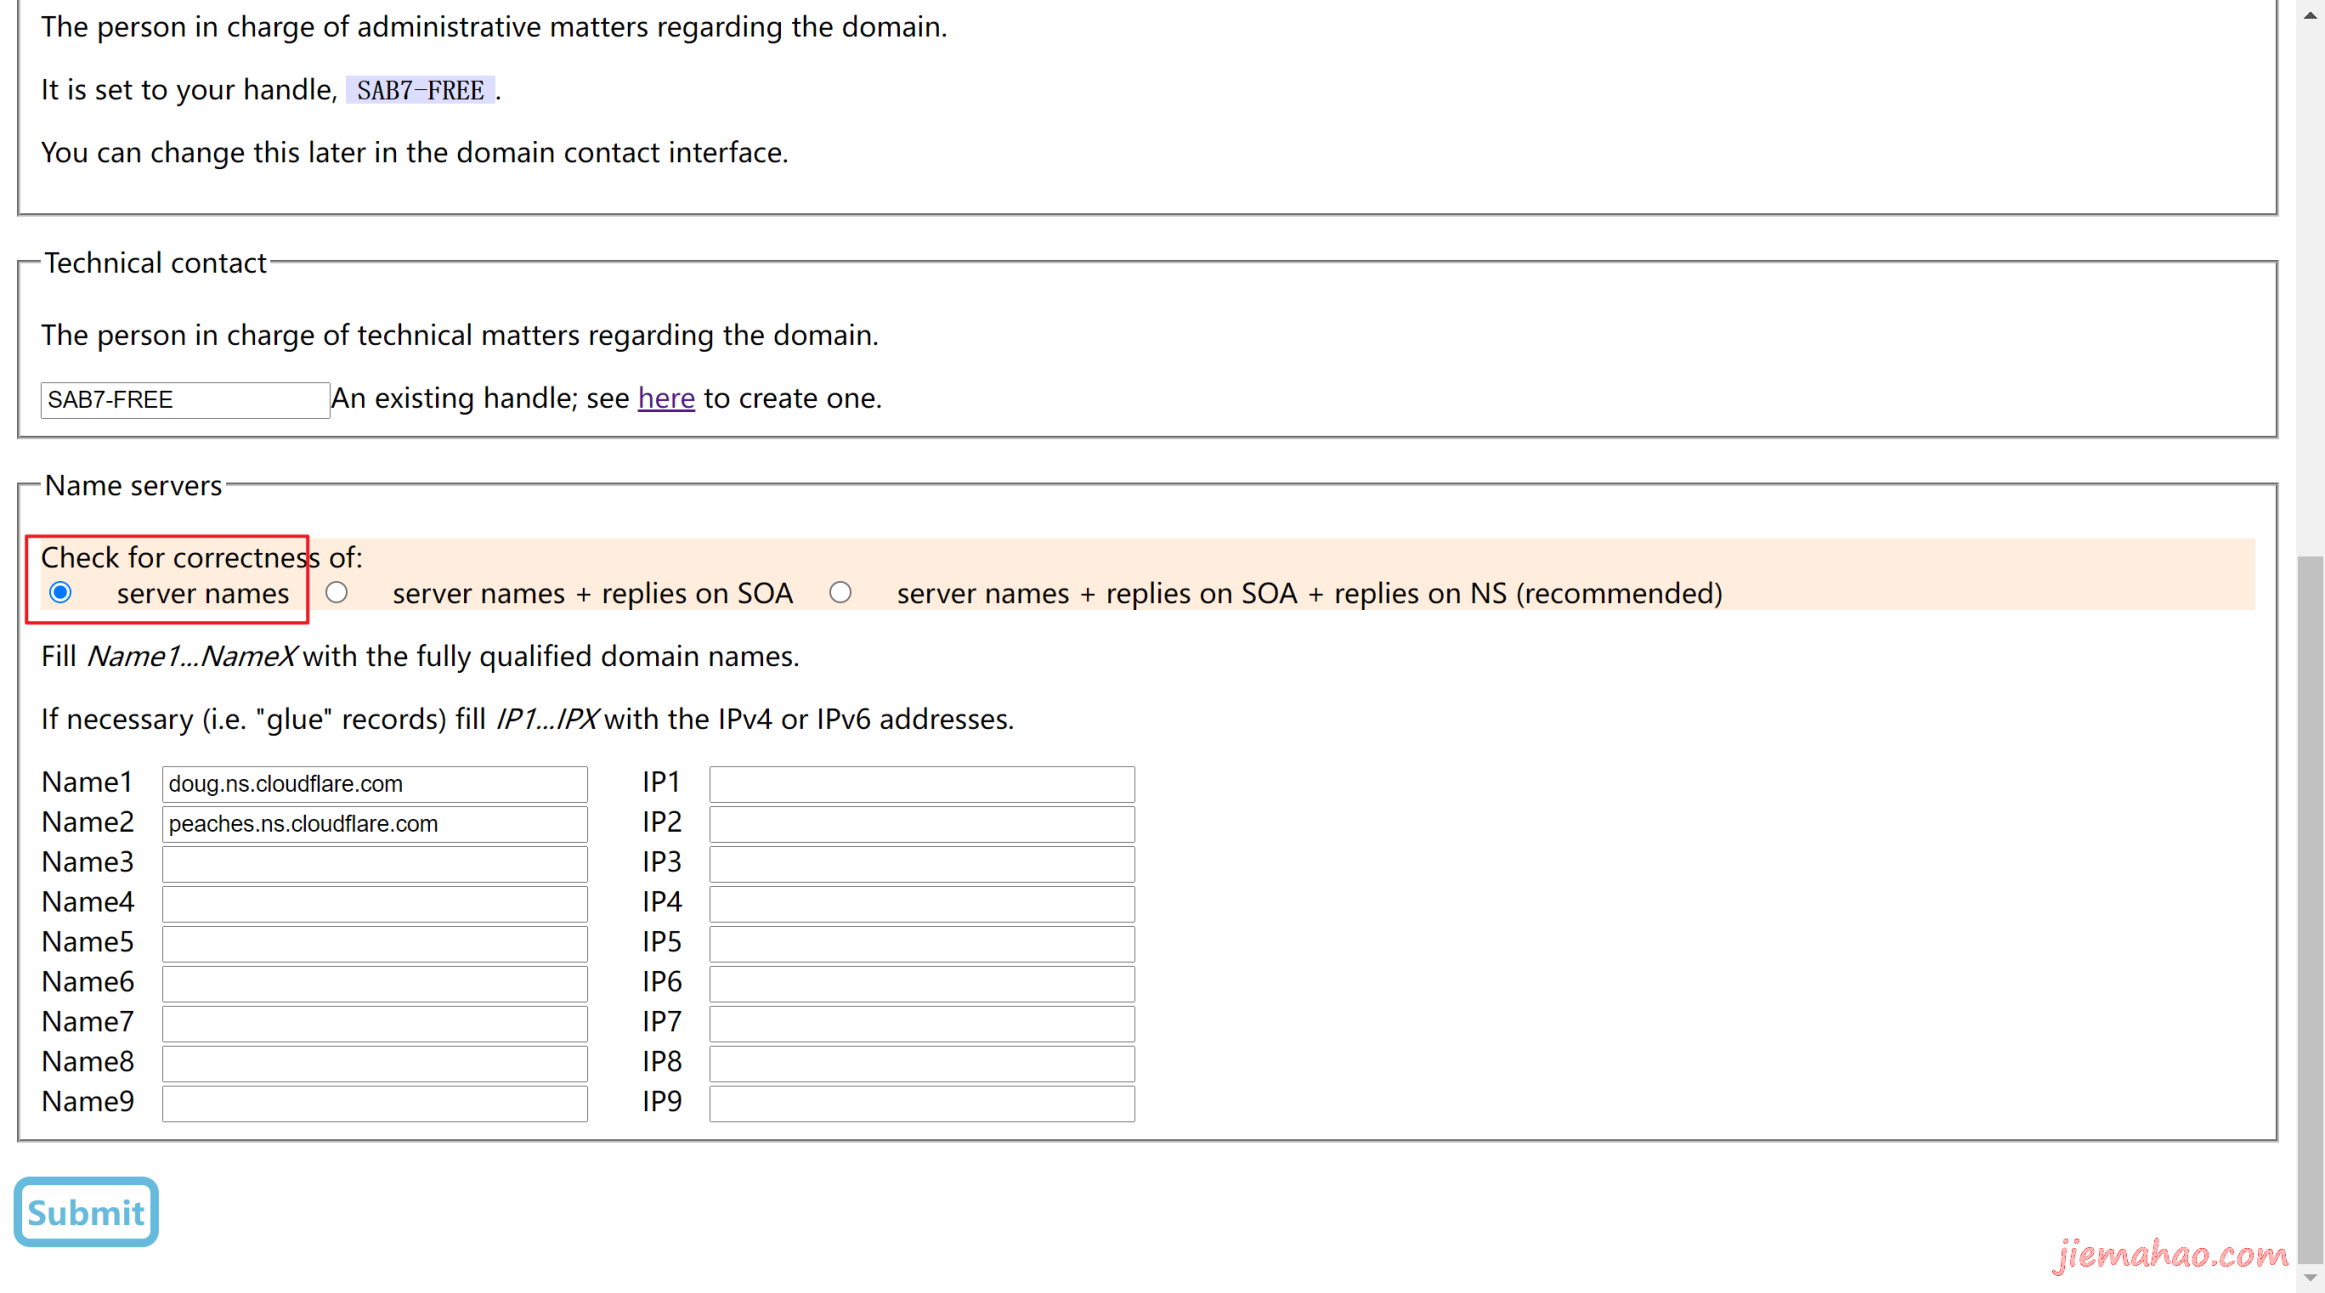 The person in charge of administrative matters regarding the domain.
It is set to your handle, SAB7-FREE .
You can change this later in the domain contact interface.
Technical contact
The person in charge of technical matters regarding the domain.
SAB7-FREE An existing handle; see here to create one.
Name servers
Check for correctness of:
server names server names + replies on SOA server names + replies on SOA + replies on NS (recommended)
Fill Name1...NameX with the fully qualified domain names.
If necessary (i.e. "glue" records) fill IP1...IPX with the IPv4 or IPv6 addresses.
Name1 doug.ns.cloudflare.com IP1
Name2 peaches.ns.cloudflare.com IP2
Name3 IP3
Name4 IP4
Name5 IP5
Name6 IP6
Name7 IP7
Name8 IP8
Name9 IP9
Submit
jiemahao.com